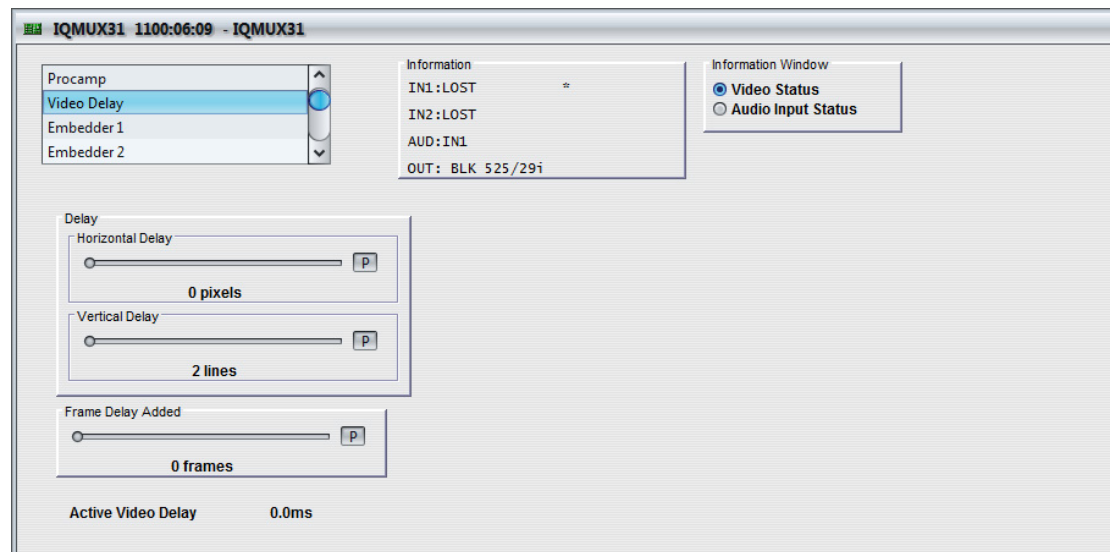 IQMUX31 1100:06:09 - IQMUX31
Procamp
Video Delay
Embedder 1
Embedder 2
Information
IN1:LOST *
IN2:LOST
AUD:IN1
OUT: BLK 525/29i
Information Window
Video Status
Audio Input Status
Delay
Horizontal Delay
P
0 pixels
Vertical Delay
P
2 lines
Frame Delay Added
P
0 frames
Active Video Delay 0.0ms